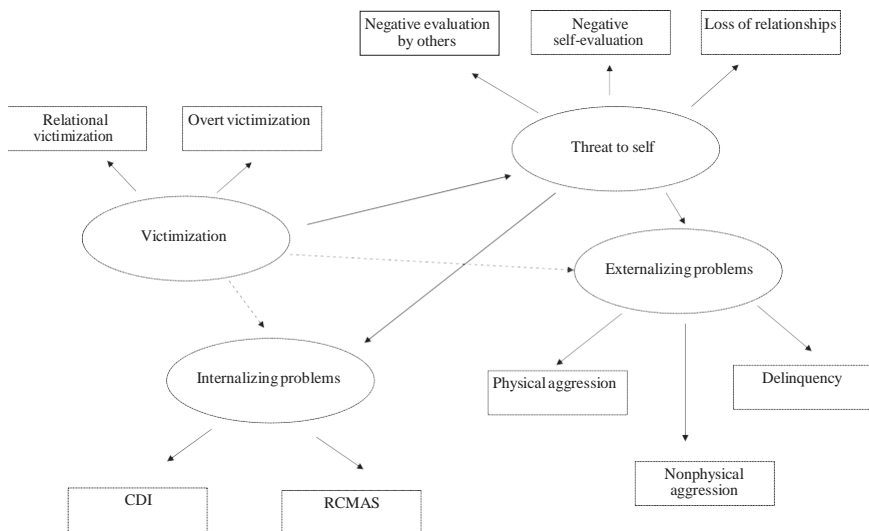 Negative evaluation
by others
Negative
self-evaluation
Loss of relationships
Relational
victimization
Overt victimization
Threat to self
Victimization
Externalizing problems
Internalizing problems
Physical aggression
Delinquency
Nonphysical
aggression
CDI
RCMAS